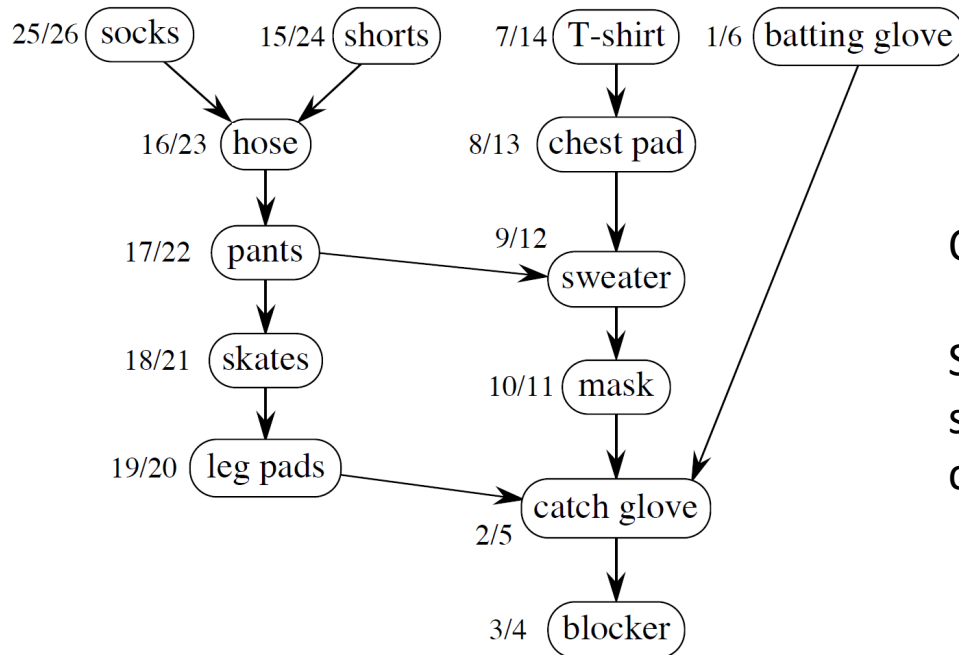 25/26 socks 15/24 shorts 7/14 T-shirt 1/6 batting glove
16/23 hose 8/13 chest pad
17/22 pants 9/12 sweater
18/21 skates 10/11 mask
19/20 leg pads catch glove
2/5
3/4 blocker